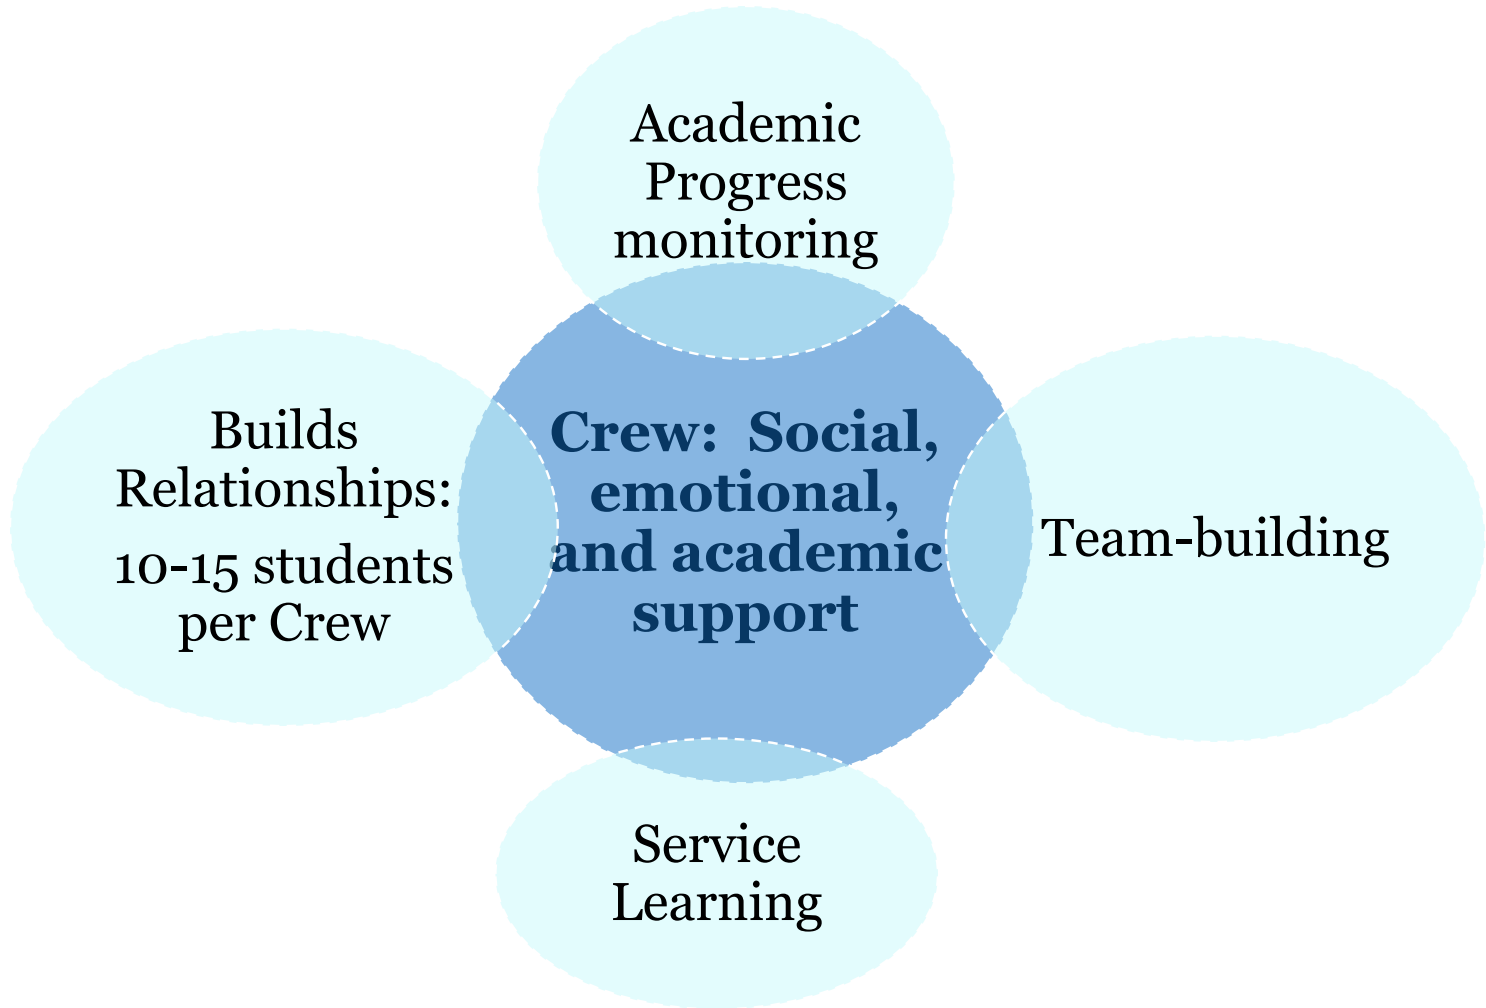 Academic
Progress
monitoring
Builds
Relationships:
10-15 students
per Crew
Crew:  Social,
emotional,
and academic
support
Team-building
Service
Learning